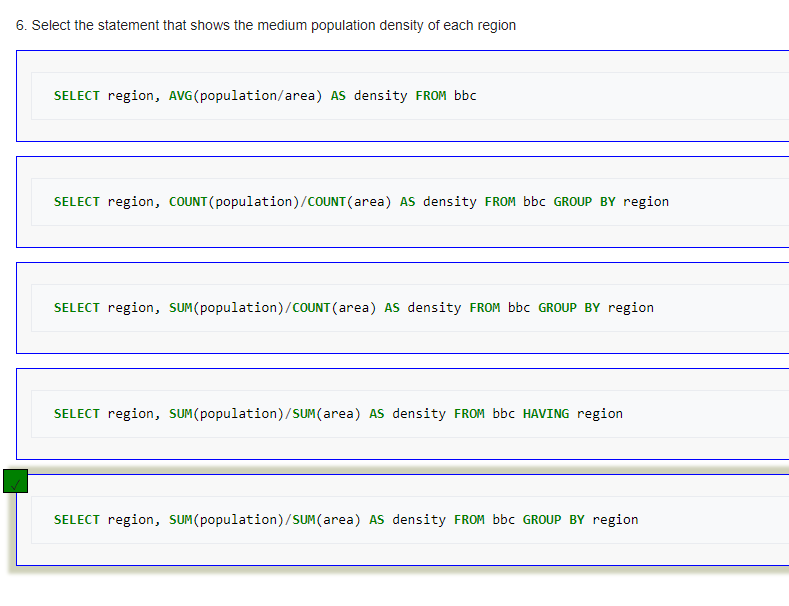 6. Select the statement that shows the medium population density of each region
SELECT region, AVG(population/area) AS density FROM bbc
SELECT region, COUNT(population)/COUNT(area) AS density FROM bbc GROUP BY region
SELECT region, SUM(population)/COUNT(area) AS density FROM bbc GROUP BY region
SELECT region, SUM(population)/SUM(area) AS density FROM bbc HAVING region
SELECT region, SUM(population)/SUM(area) AS density FROM bbc GROUP BY region